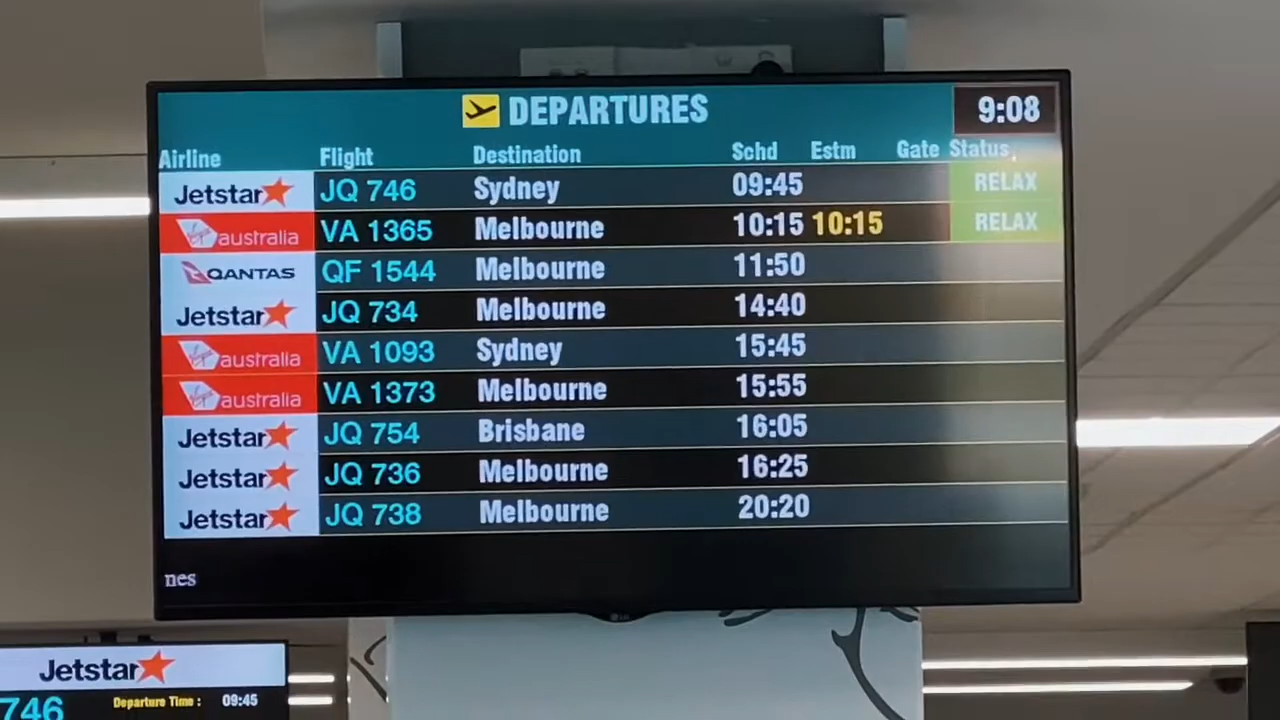 DEPARTURES 9:08
Airline Flight Destination Schd Estm Gate Status
Jetstar JQ 746 Sydney 09:45 RELAX
virgin australia VA 1365 Melbourne 10:15 10:15 RELAX
QANTAS QF 1544 Melbourne 11:50
Jetstar JQ 734 Melbourne 14:40
virgin australia VA 1093 Sydney 15:45
virgin australia VA 1373 Melbourne 15:55
Jetstar JQ 754 Brisbane 16:05
Jetstar JQ 736 Melbourne 16:25
Jetstar JQ 738 Melbourne 20:20
nes
LG
Jetstar
746 Departure Time : 09:45